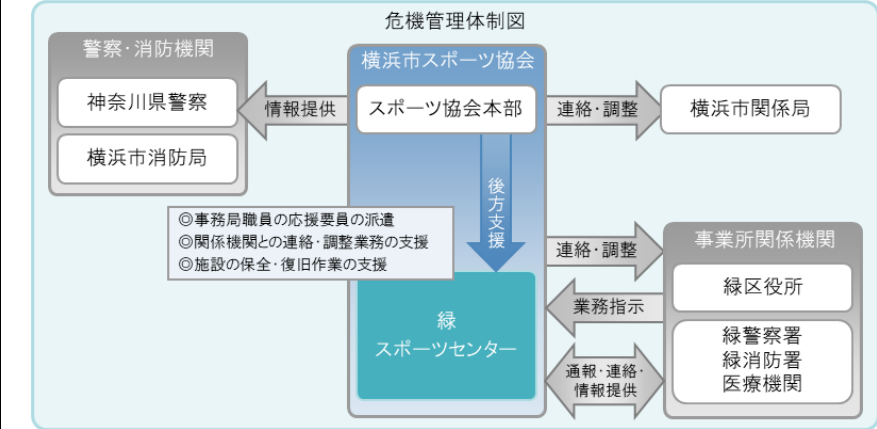 危機管理体制図
警察・消防機関
神奈川県警察
横浜市消防局
情報提供
横浜市スポーツ協会
スポーツ協会本部
連絡・調整
横浜市関係局
後方支援
◎事務局職員の応援要員の派遣
◎関係機関との連絡・調整業務の支援
◎施設の保全・復旧作業の支援
緑
スポーツセンター
連絡・調整
業務指示
通報・連絡・
情報提供
事業所関係機関
緑区役所
緑警察署
緑消防署
医療機関